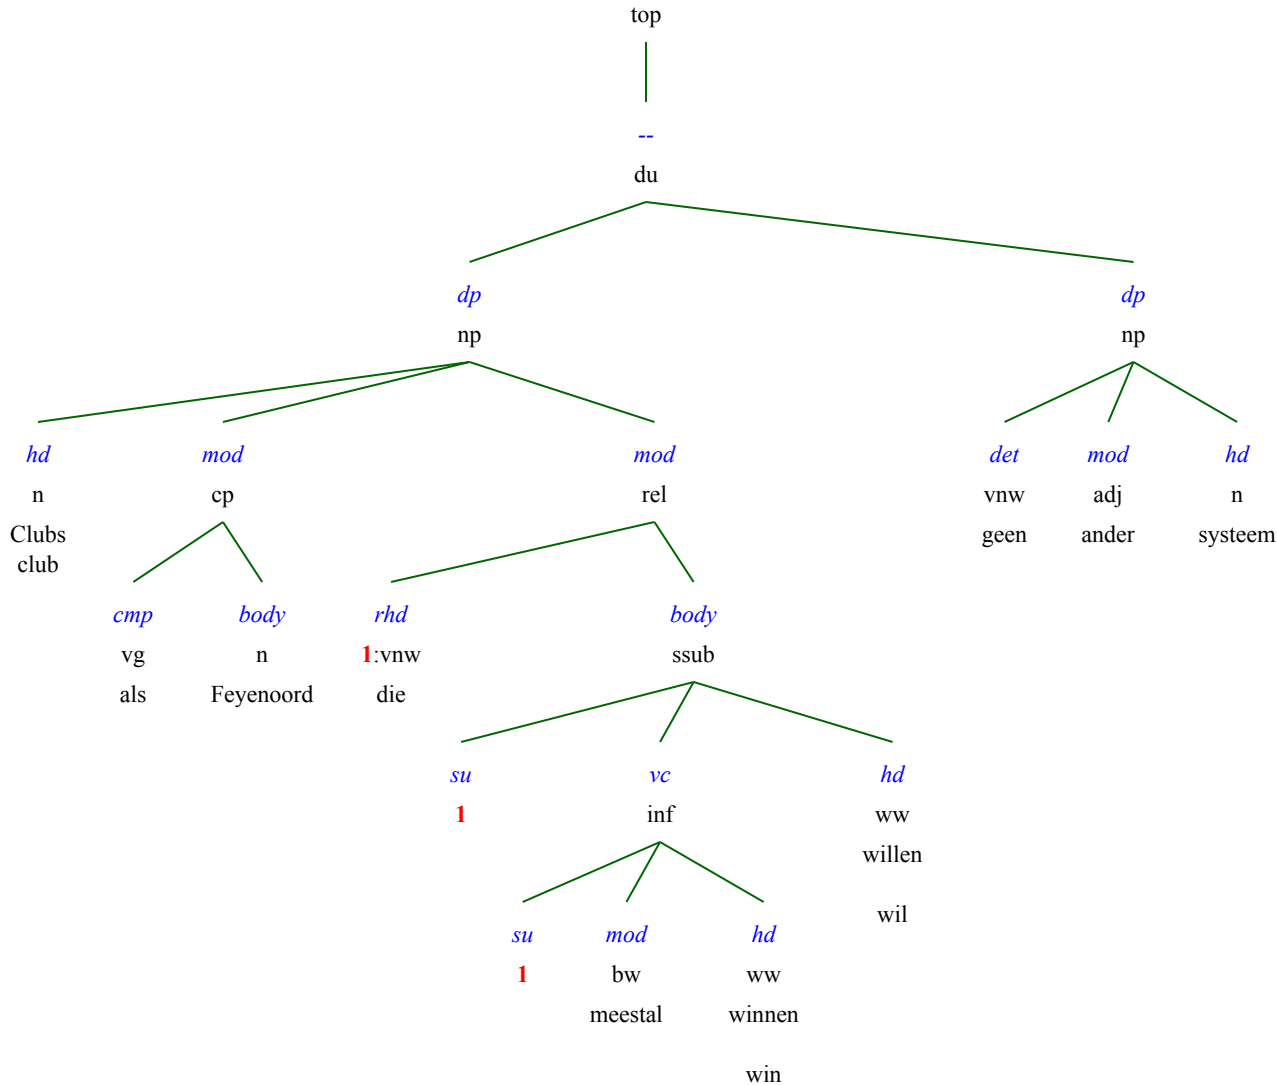 top
--
du
dp dp
np np
hd mod mod det mod hd
n cp rel vnw adj n
Clubs geen ander systeem
club
cmp body rhd body
vg n 1:vnw ssub
als Feyenoord die
su vc hd
1 inf ww
willen
wil
su mod hd
1 bw ww
meestal winnen
win